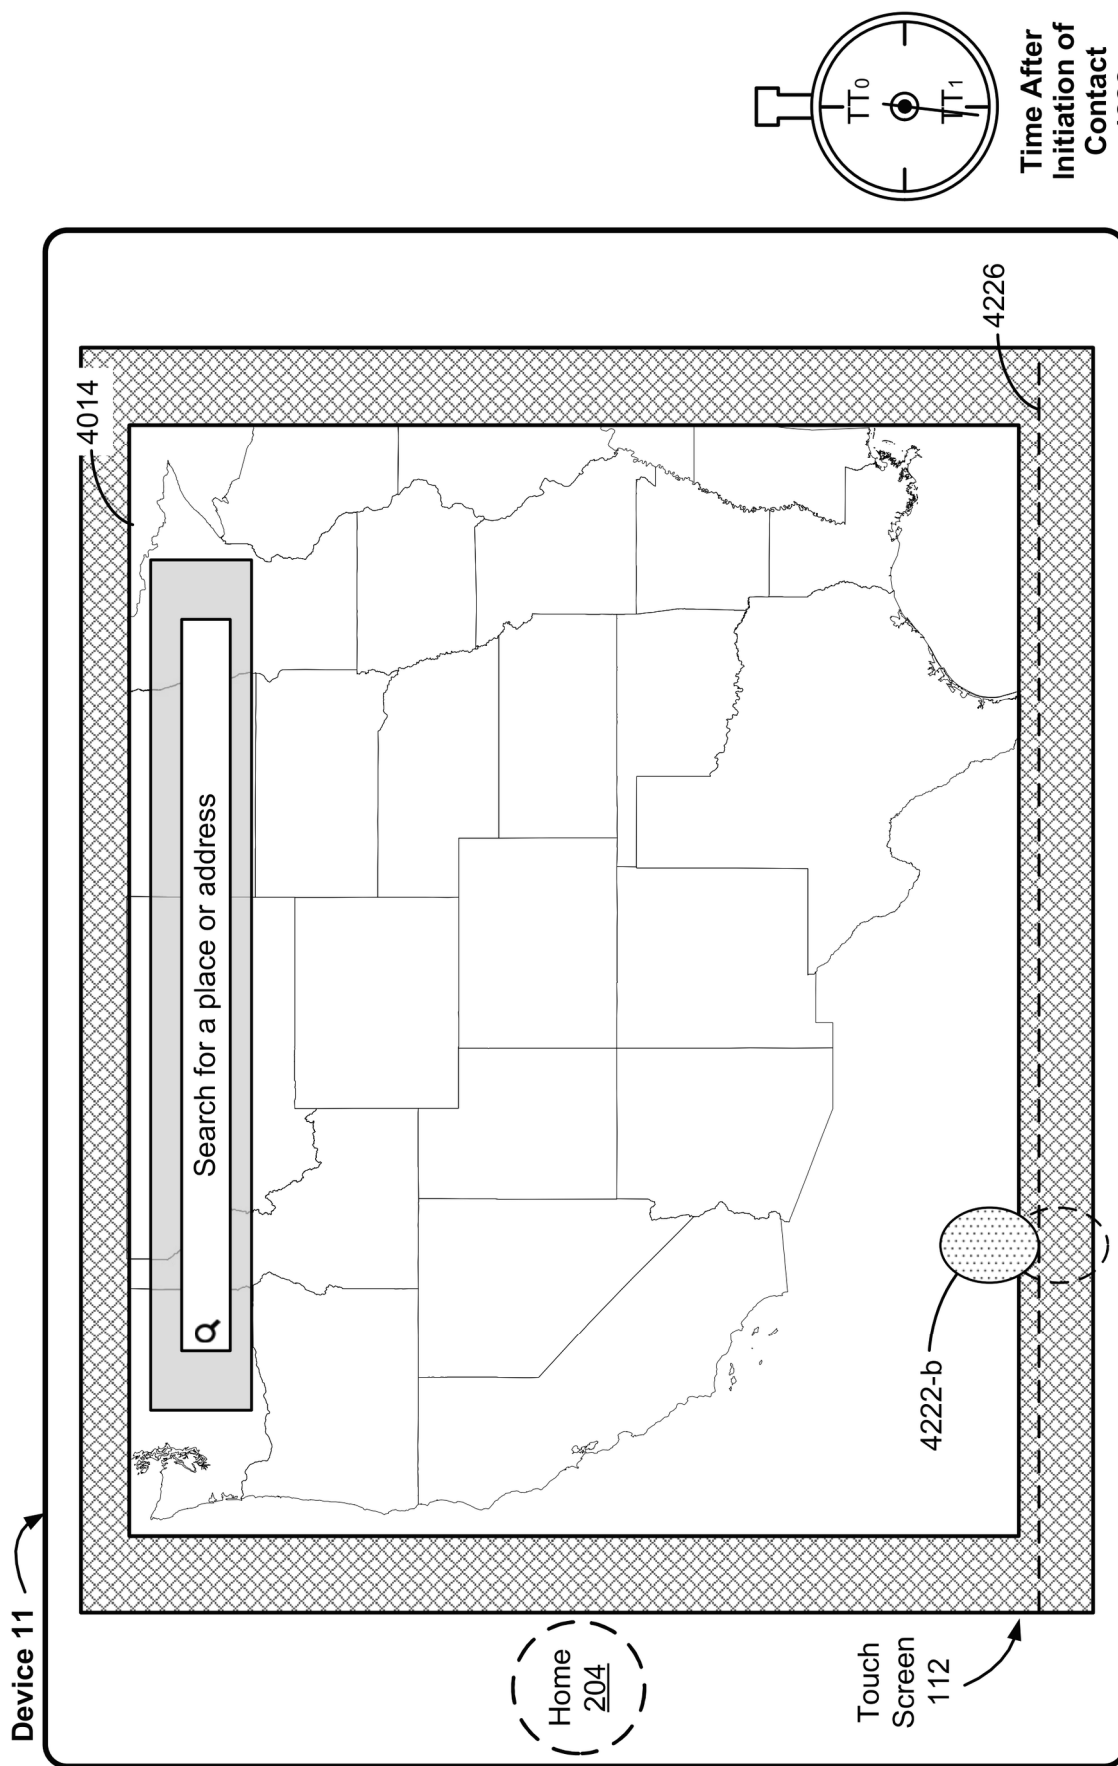 Device 11
4014
Search for a place or address
TT0
TT1
Time After
Initiation of
Contact
4226
4222-b
Home
204
Touch
Screen
112